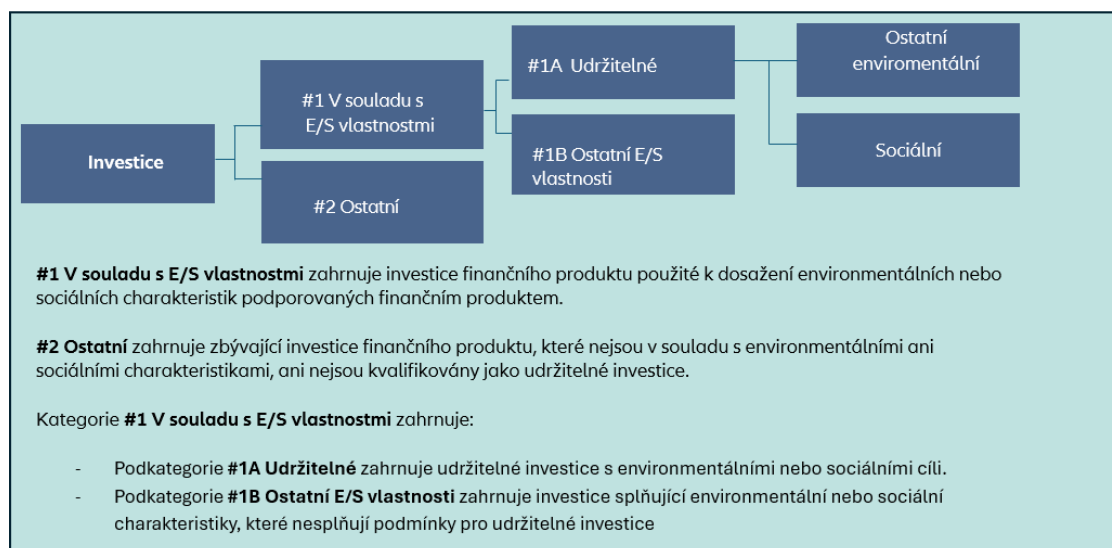 Investice
#1 V souladu s
E/S vlastnostmi
#2 Ostatní
#1A Udržitelné
#1B Ostatní E/S
vlastnosti
Ostatní
enviromentální
Sociální
#1 V souladu s E/S vlastnostmi zahrnuje investice finančního produktu použité k dosažení environmentálních nebo
sociálních charakteristik podporovaných finančním produktem.
#2 Ostatní zahrnuje zbývající investice finančního produktu, které nejsou v souladu s environmentálními ani
sociálními charakteristikami, ani nejsou kvalifikovány jako udržitelné investice.
Kategorie #1 V souladu s E/S vlastnostmi zahrnuje:
- Podkategorie #1A Udržitelné zahrnuje udržitelné investice s environmentálními nebo sociálními cíli.
- Podkategorie #1B Ostatní E/S vlastnosti zahrnuje investice splňující environmentální nebo sociální
charakteristiky, které nesplňují podmínky pro udržitelné investice